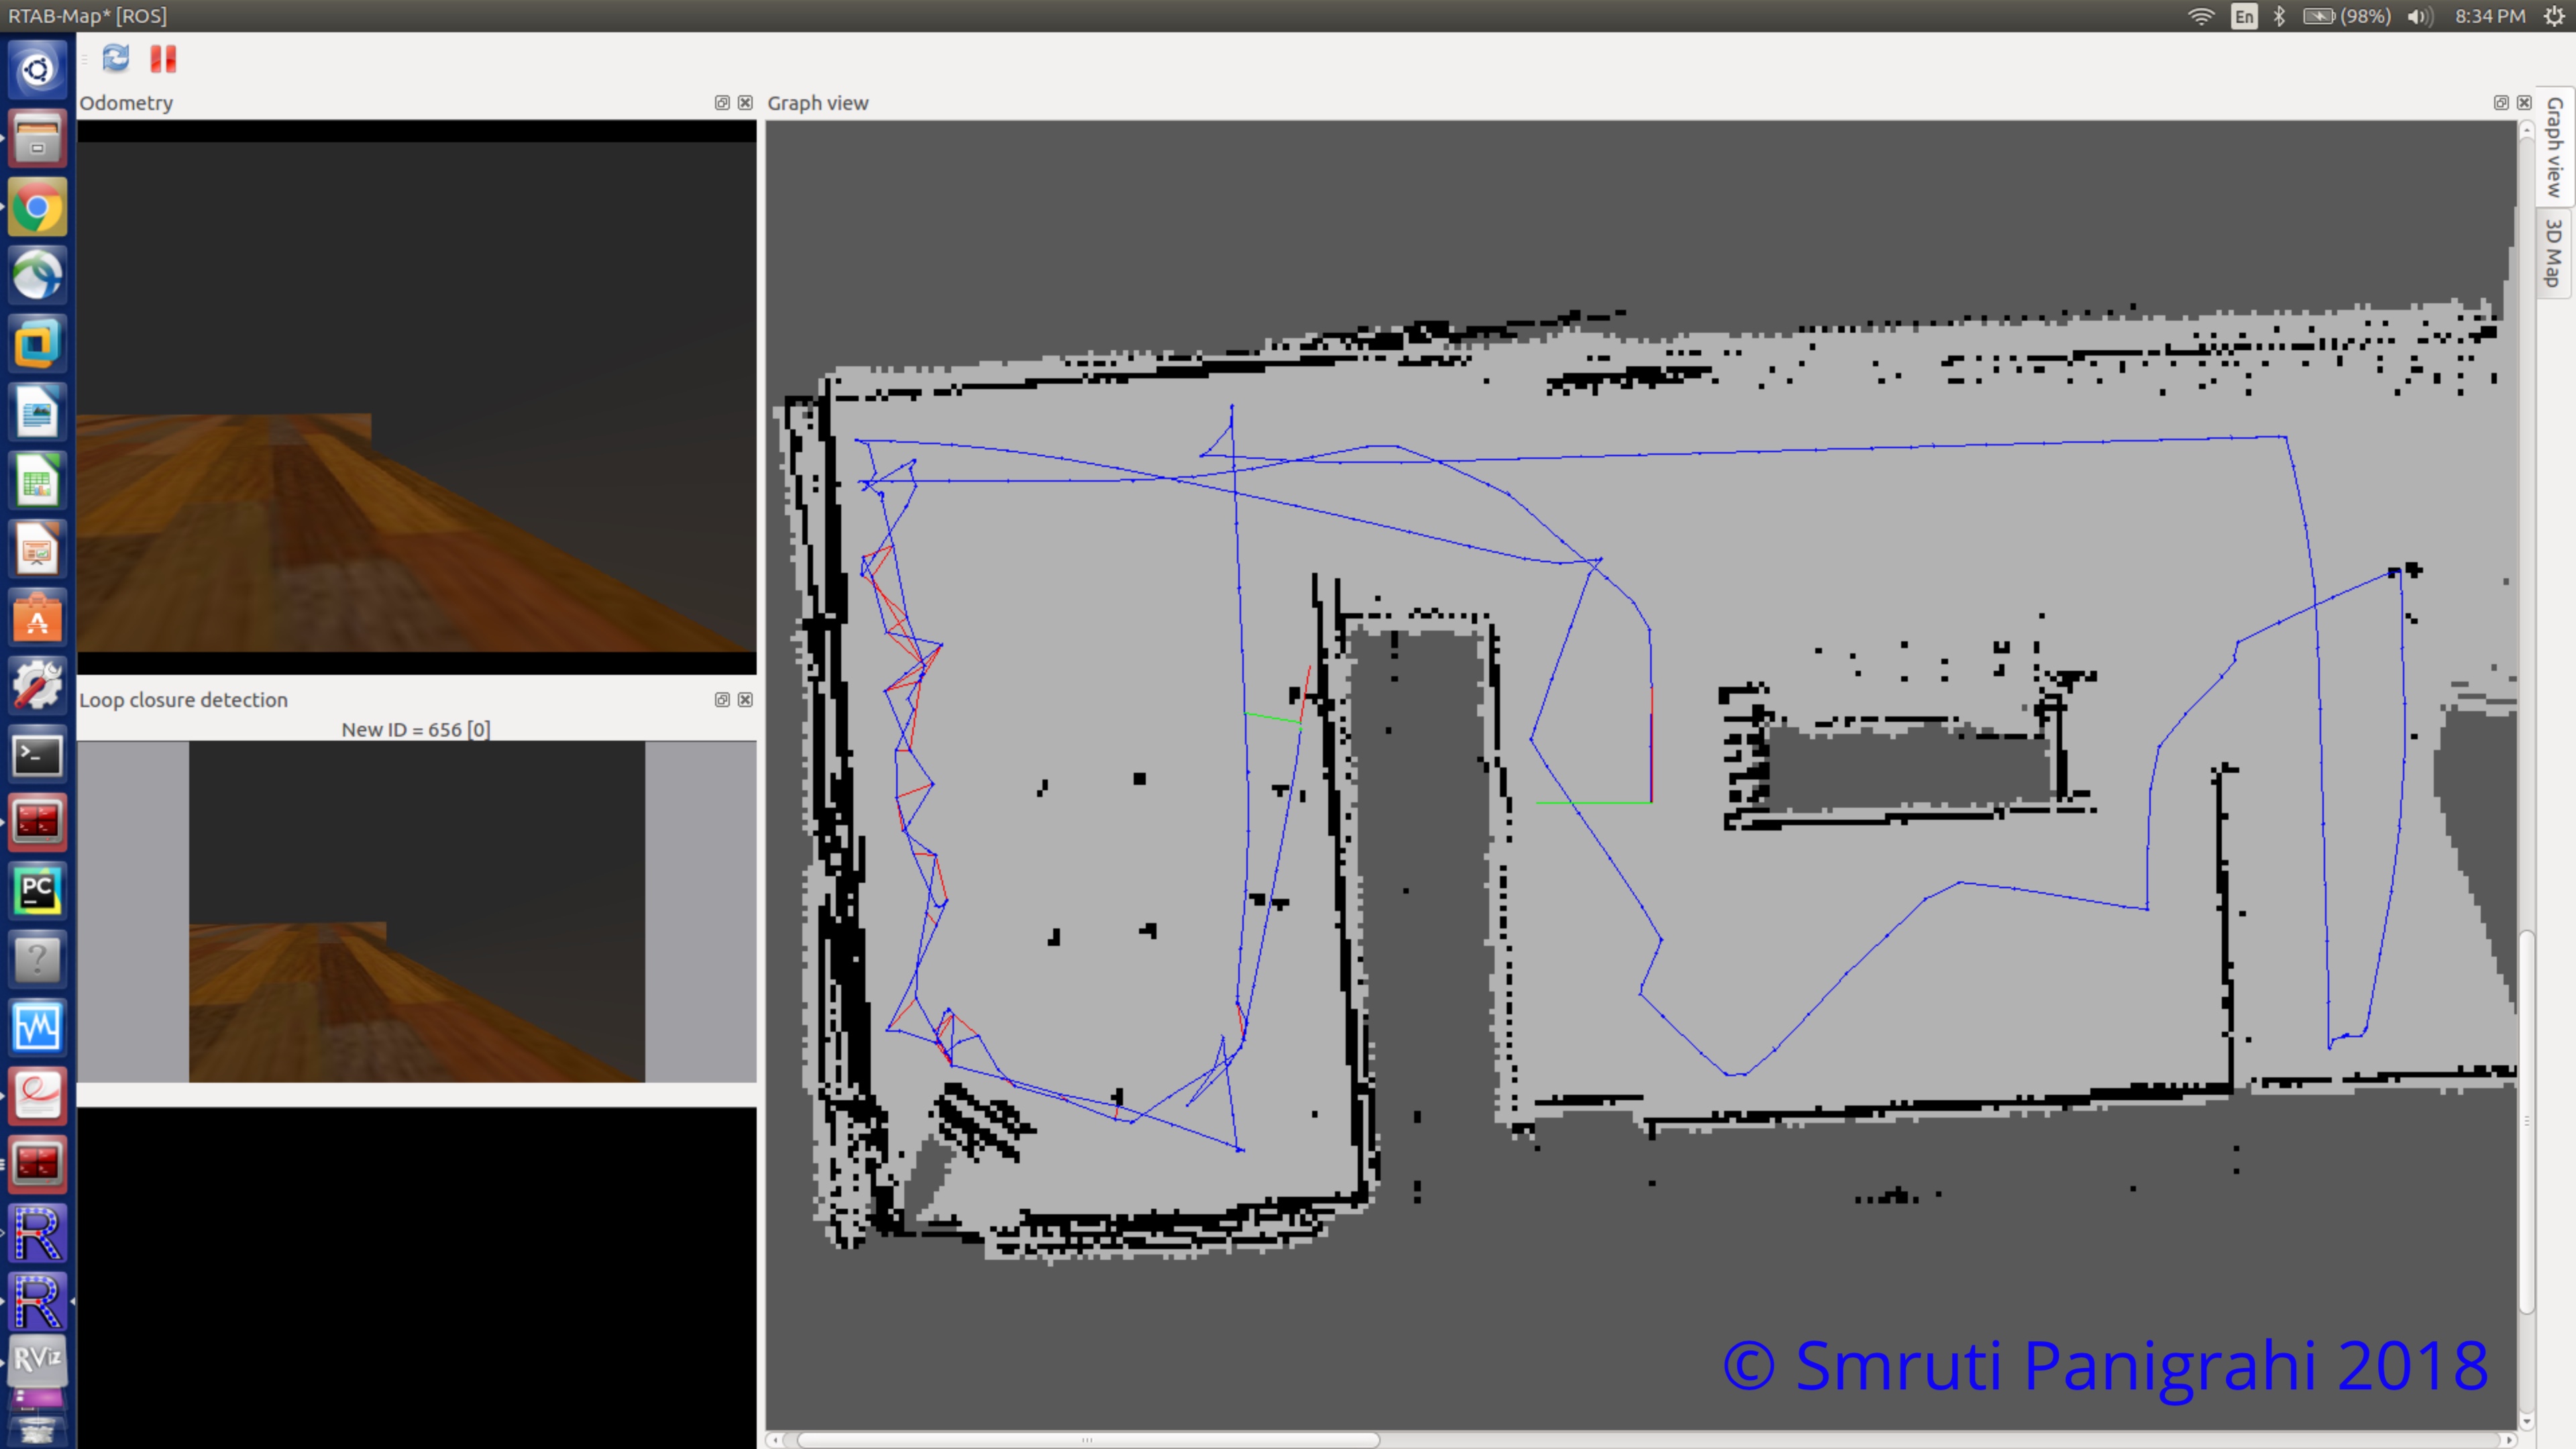 RTAB-Map* [ROS]
En
(98%)
8:34 PM
Odometry
Graph view
Graph view
3D Map
Loop closure detection
New ID = 656 [0]
PC
RViz
© Smruti Panigrahi 2018